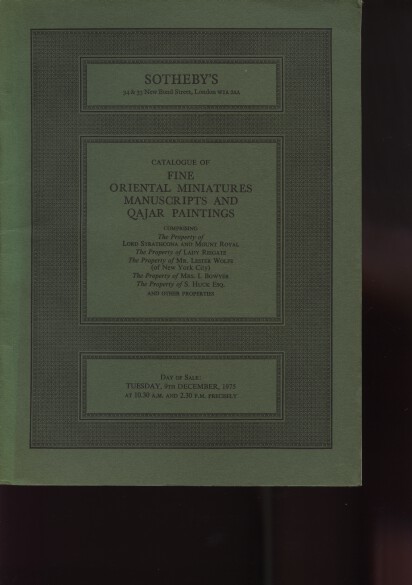 SOTHEBY'S
34 & 35 New Bond Street, London W1A 2AA
CATALOGUE OF
FINE
ORIENTAL MINIATURES
MANUSCRIPTS AND
QAJAR PAINTINGS
COMPRISING
The Property of
LORD STRATHCONA AND MOUNT ROYAL
The Property of LADY
The Property of MR. LESTER WOLFE
(of New York City)
The Property of MRS. I. BOWYER
The Property of S. ESQ.
AND OTHER PROPERTIES
DAY OF SALE:
TUESDAY, 9TH DECEMBER, 1975
AT 10.30 A.M. AND 2.30 P.M. PRECISELY